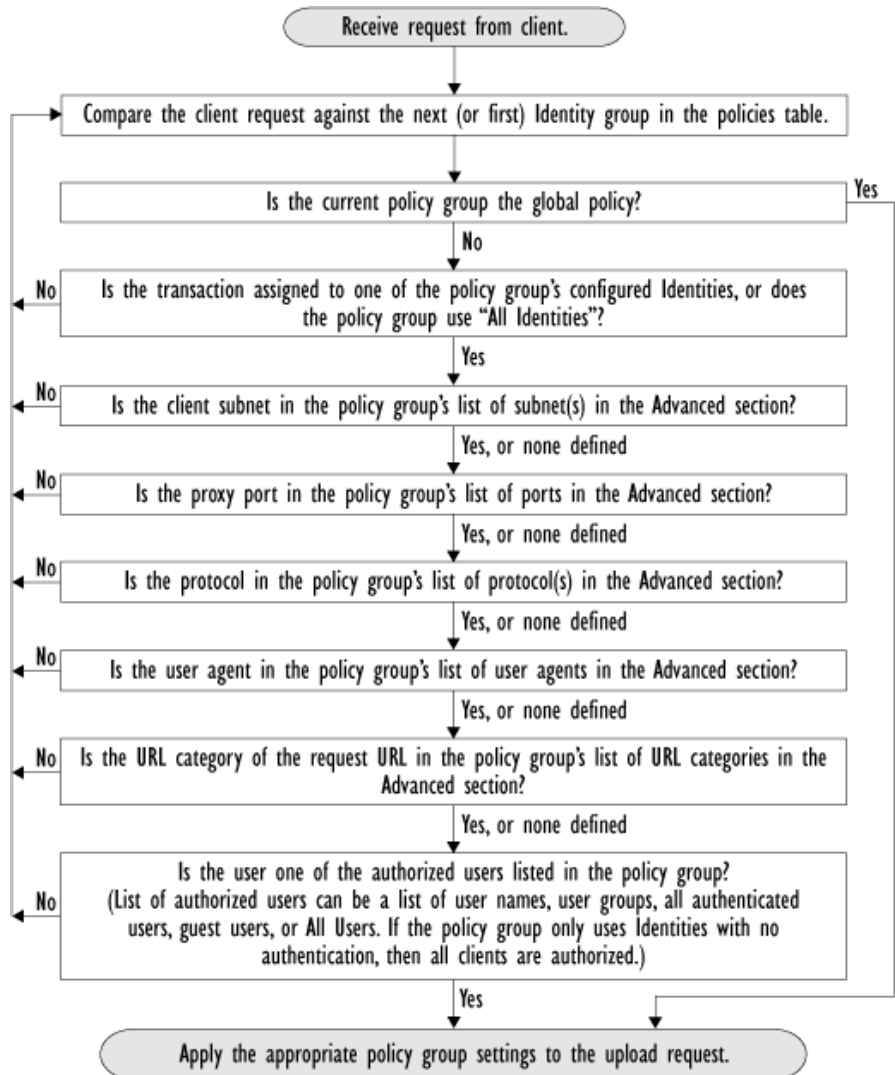 Receive request from client.
Compare the client request against the next (or first) Identity group in the policies table.
Yes
Is the current policy group the global policy?
No
No
Is the transaction assigned to one of the policy group's configured Identities, or does
the policy group use “All Identities”?
Yes
No
Is the client subnet in the policy group's list of subnet(s) in the Advanced section?
Yes, or none defined
No
Is the proxy port in the policy group's list of ports in the Advanced section?
Yes, or none defined
No
Is the protocol in the policy group's list of protocol(s) in the Advanced section?
Yes, or none defined
No
Is the user agent in the policy group's list of user agents in the Advanced section?
Yes, or none defined
No
Is the URL category of the request URL in the policy group's list of URL categories in the
Advanced section?
Yes, or none defined
Is the user one of the authorized users listed in the policy group?
(List of authorized users can be a list of user names, user groups, all authenticated
No
users, guest users, or All Users. If the policy group only uses Identities with no
authentication, then all clients are authorized.)
Yes
Apply the appropriate policy group settings to the upload request.